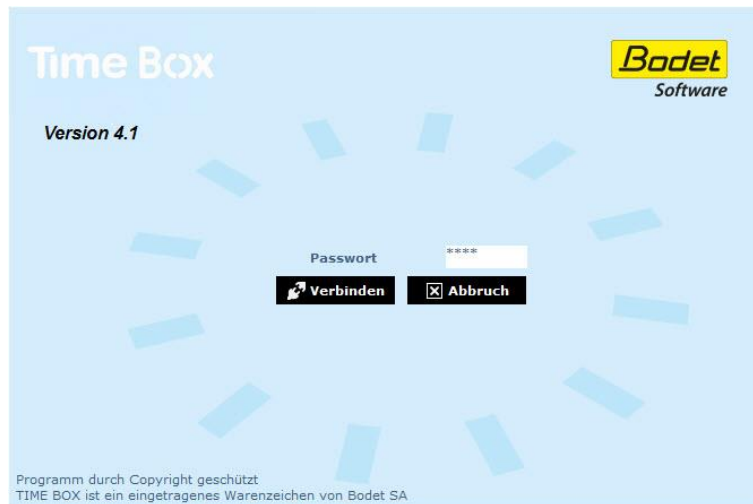 Time Box
Bodet
Software
Version 4.1
Passwort ****
Verbinden Abbruch
Programm durch Copyright geschützt
TIME BOX ist ein eingetragenes Warenzeichen von Bodet SA